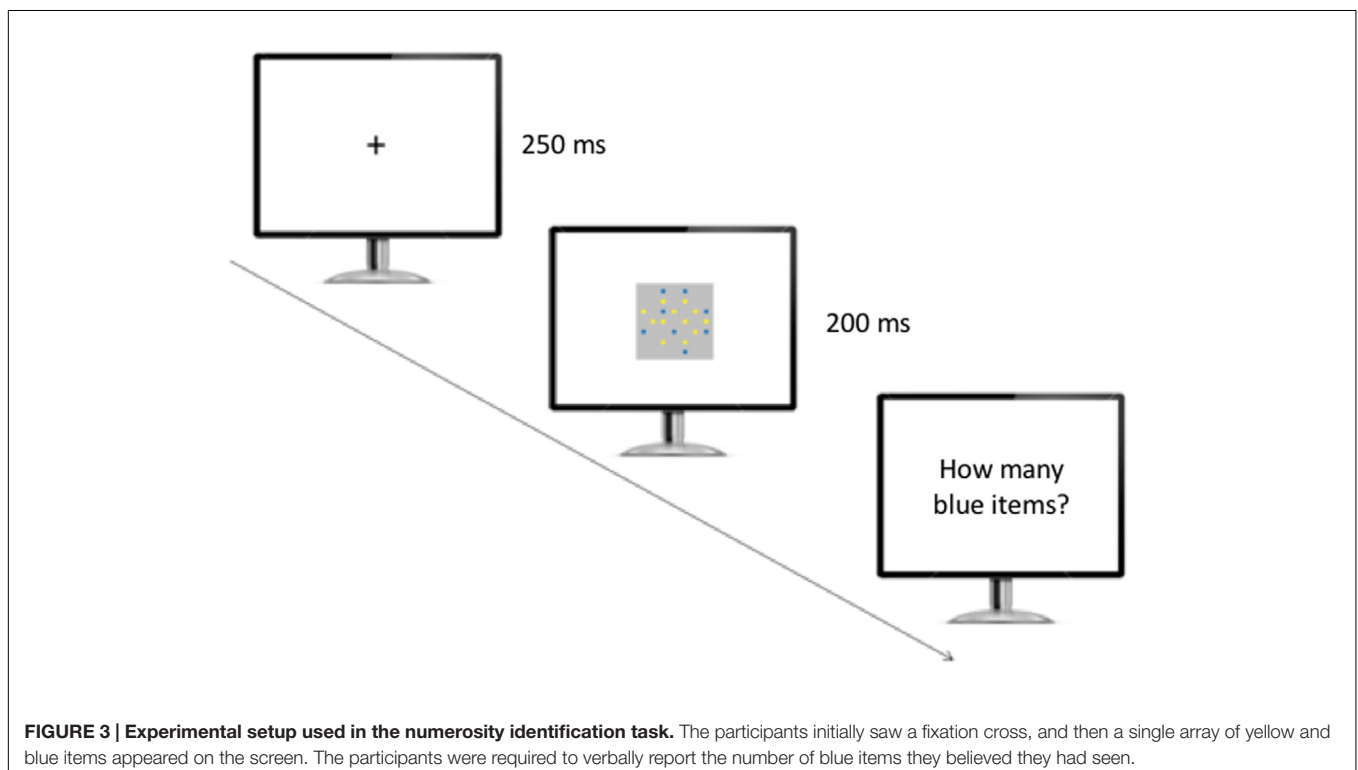 +
250 ms
200 ms
How many
blue items?
FIGURE 3 | Experimental setup used in the numerosity identification task. The participants initially saw a fixation cross, and then a single array of yellow and
blue items appeared on the screen. The participants were required to verbally report the number of blue items they believed they had seen.